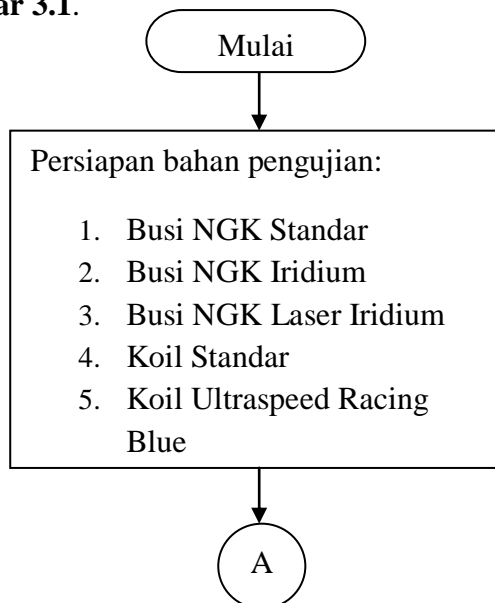 ar 3.1.
Mulai
Persiapan bahan pengujian:
1. Busi NGK Standar
2. Busi NGK Iridium
3. Busi NGK Laser Iridium
4. Koil Standar
5. Koil Ultraspeed Racing
Blue
A